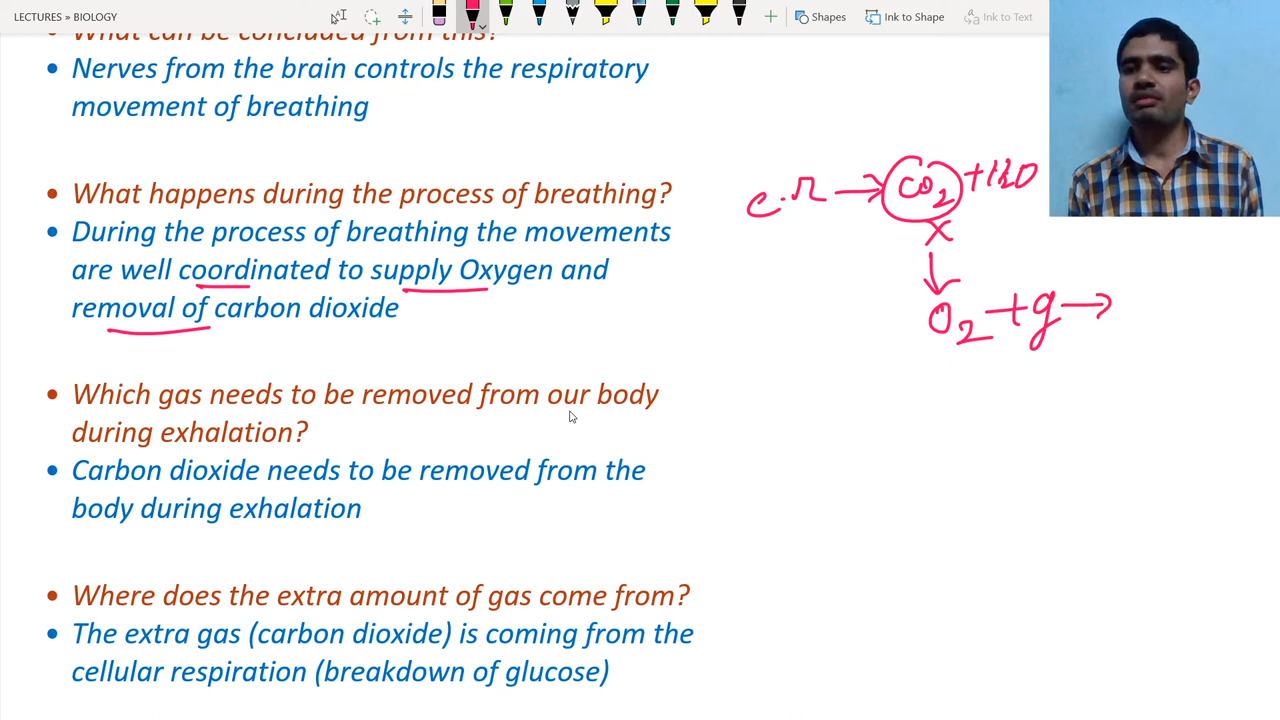 LECTURES » BIOLOGY
Shapes
Ink to Shape
Ink to Text
• What can be concluded from this?
• Nerves from the brain controls the respiratory
movement of breathing
• What happens during the process of breathing?
• During the process of breathing the movements
are well coordinated to supply Oxygen and
removal of carbon dioxide
• Which gas needs to be removed from our body
during exhalation?
• Carbon dioxide needs to be removed from the
body during exhalation
• Where does the extra amount of gas come from?
• The extra gas (carbon dioxide) is coming from the
cellular respiration (breakdown of glucose)
C.R → CO2 + H2O
x
↓
O2 + g →